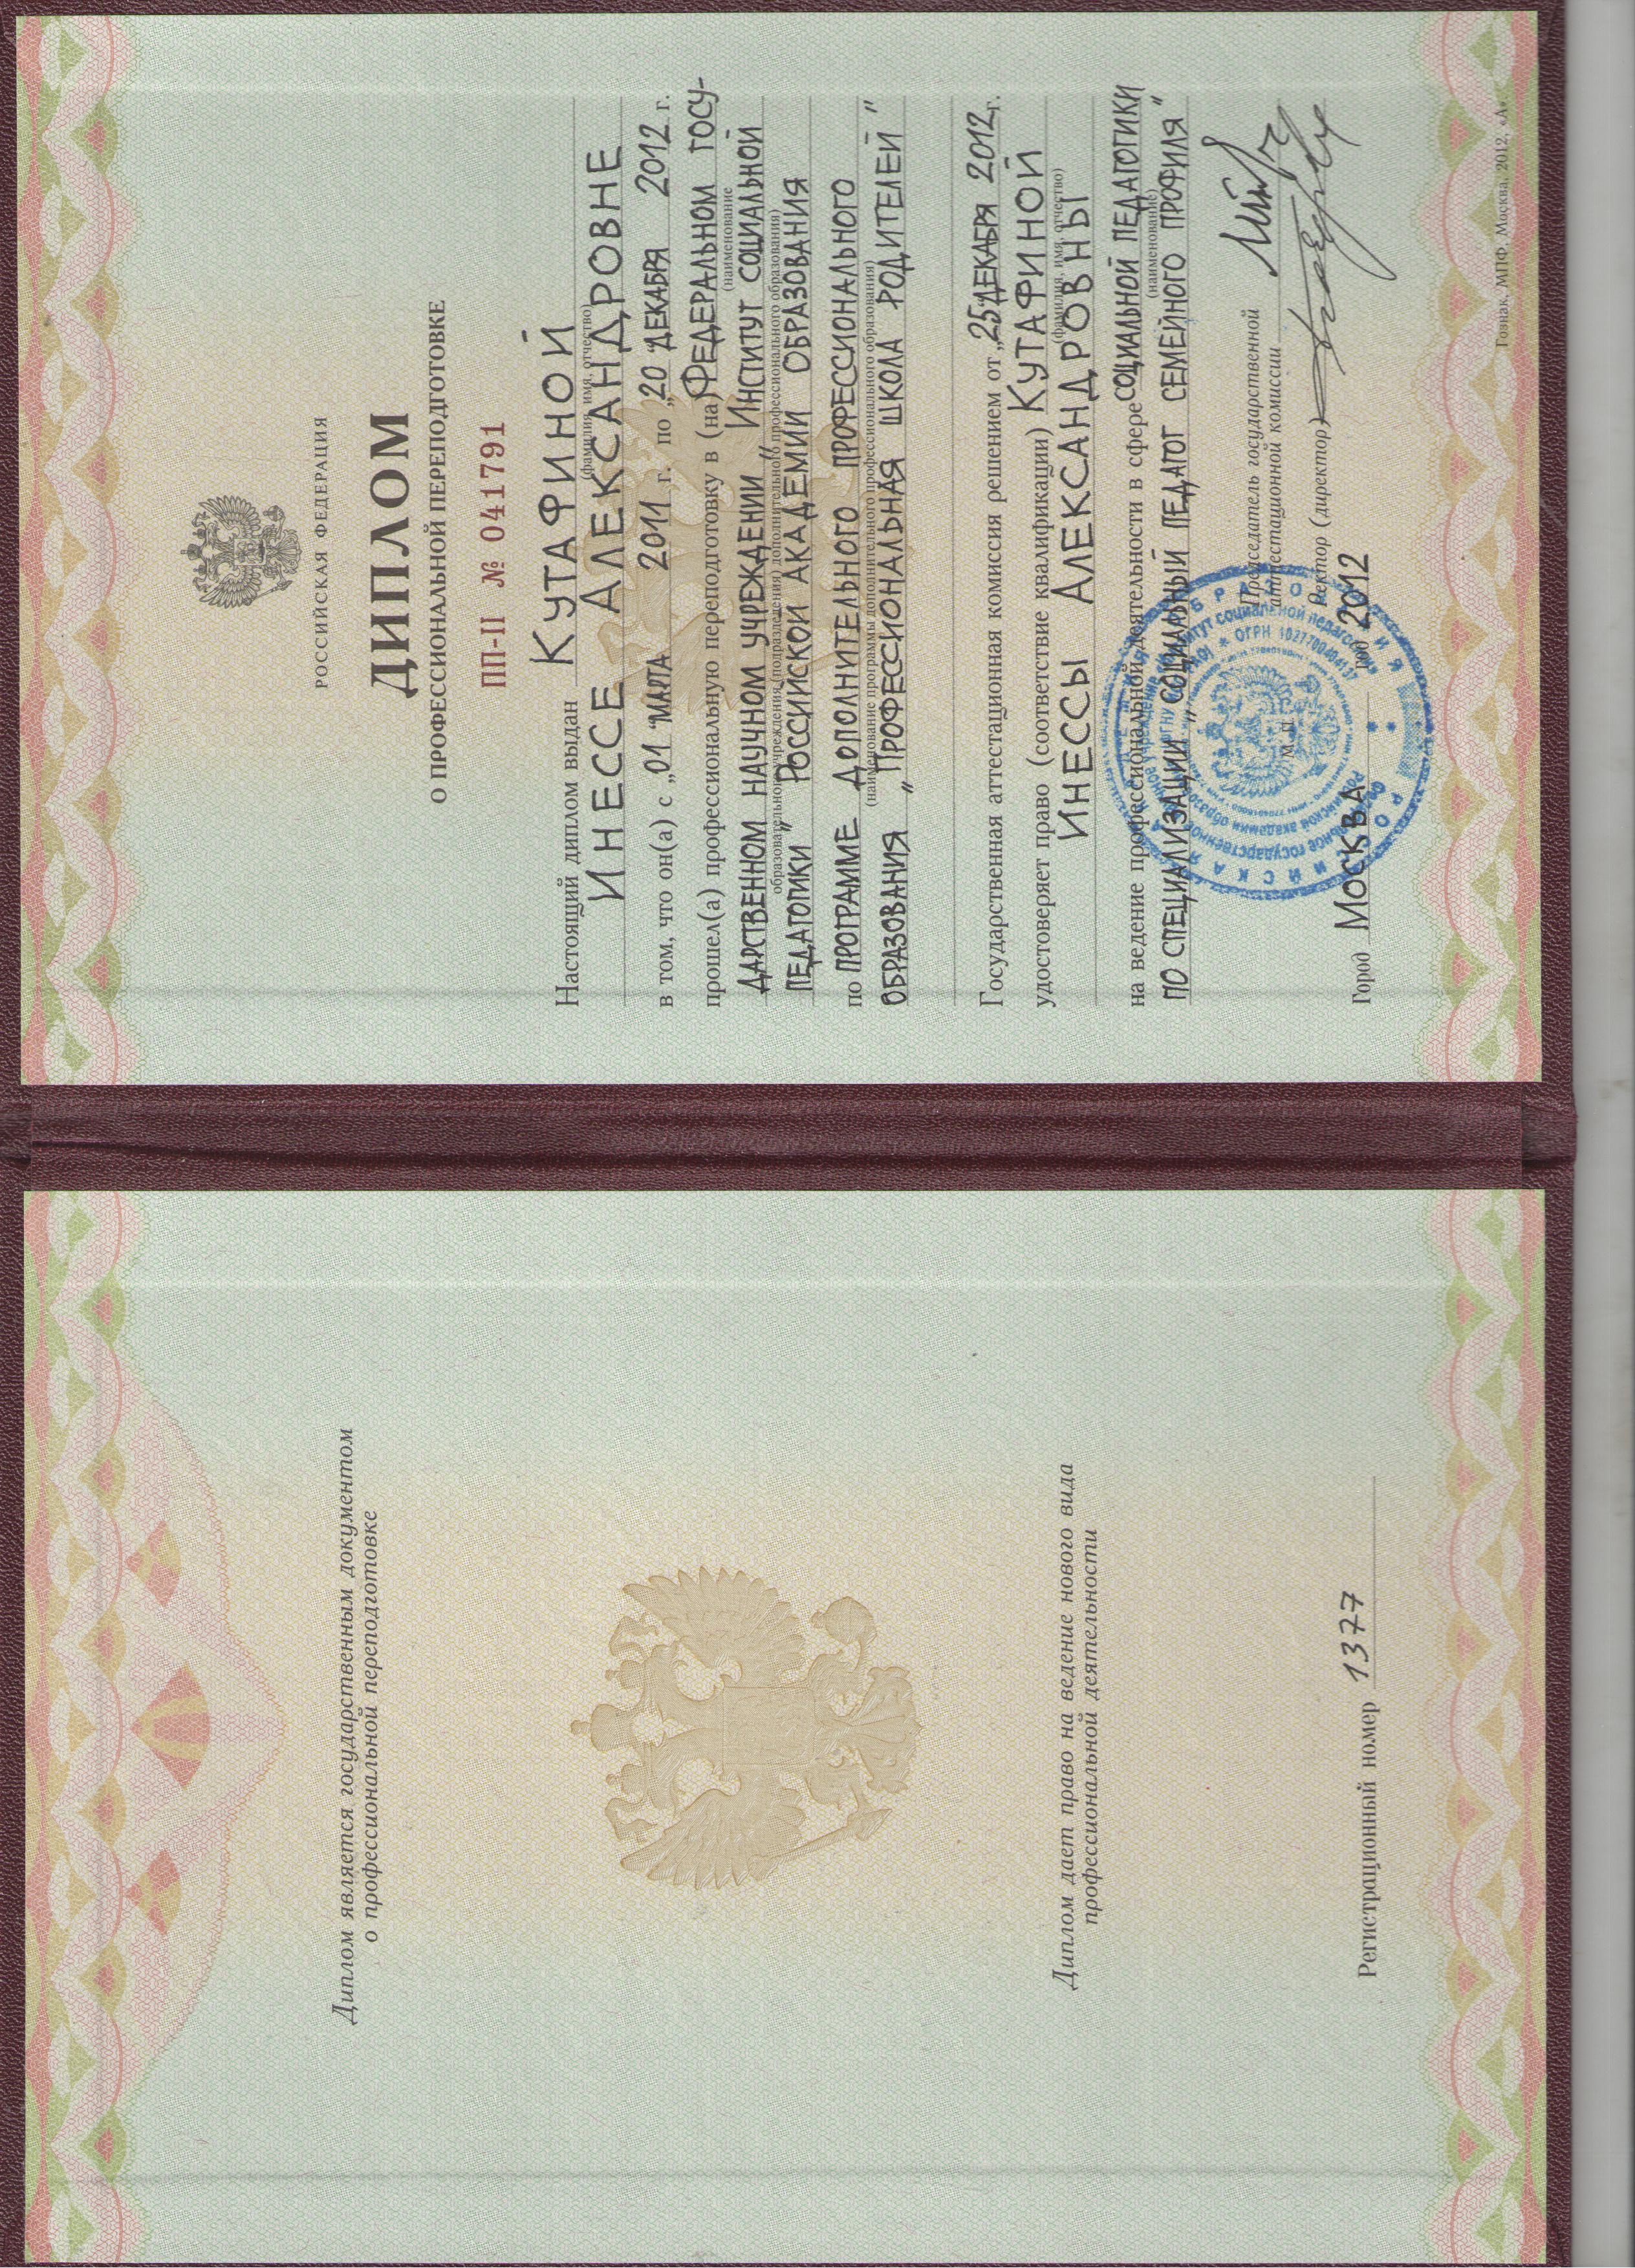 Диплом является государственным документом
о профессиональной переподготовке
Диплом дает право на ведение нового вида
профессиональной деятельности
Регистрационный номер 1377
РОССИЙСКАЯ ФЕДЕРАЦИЯ
ДИПЛОМ
О ПРОФЕССИОНАЛЬНОЙ ПЕРЕПОДГОТОВКЕ
ПП-II № 041791
Настоящий диплом выдан КУТАФИНОЙ
(фамилия, имя, отчество)
ИНЕССЕ АЛЕКСАНДРОВНЕ
в том, что он(а) с „01 “ МАРТА 2011 г. по „20 “ ДЕКАБРЯ 2012 г.
прошел(а) профессиональную переподготовку в (на) ФЕДЕРАЛЬНОМ ГОСУ-
(наименование
ДАРСТВЕННОМ НАУЧНОМ УЧРЕЖДЕНИИ „ИНСТИТУТ СОЦИАЛЬНОЙ
образовательного учреждения (подразделения) дополнительного профессионального образования)
ПЕДАГОГИКИ" РОССИЙСКОЙ АКАДЕМИИ ОБРАЗОВАНИЯ
по ПРОГРАММЕ ДОПОЛНИТЕЛЬНОГО ПРОФЕССИОНАЛЬНОГО
(наименование программы дополнительного профессионального образования)
ОБРАЗОВАНИЯ „ПРОФЕССИОНАЛЬНАЯ ШКОЛА РОДИТЕЛЕЙ"
Государственная аттестационная комиссия решением от „25“ ДЕКАБРЯ 2012 г.
удостоверяет право (соответствие квалификации) КУТАФИНОЙ
(фамилия, имя, отчество)
ИНЕССЫ АЛЕКСАНДРОВНЫ
на ведение профессиональной деятельности в сфере СОЦИАЛЬНОЙ ПЕДАГОГИКИ
(наименование)
ПО СПЕЦИАЛИЗАЦИИ „СОЦИАЛЬНЫЙ ПЕДАГОГ СЕМЕЙНОГО ПРОФИЛЯ"
Председатель государственной
аттестационной комиссии
М. П.
Ректор (директор)
Город МОСКВА год 2012
РОССИЙСКАЯ АКАДЕМИЯ ОБРАЗОВАНИЯ
Гознак, МПФ, Москва, 2012, «А».